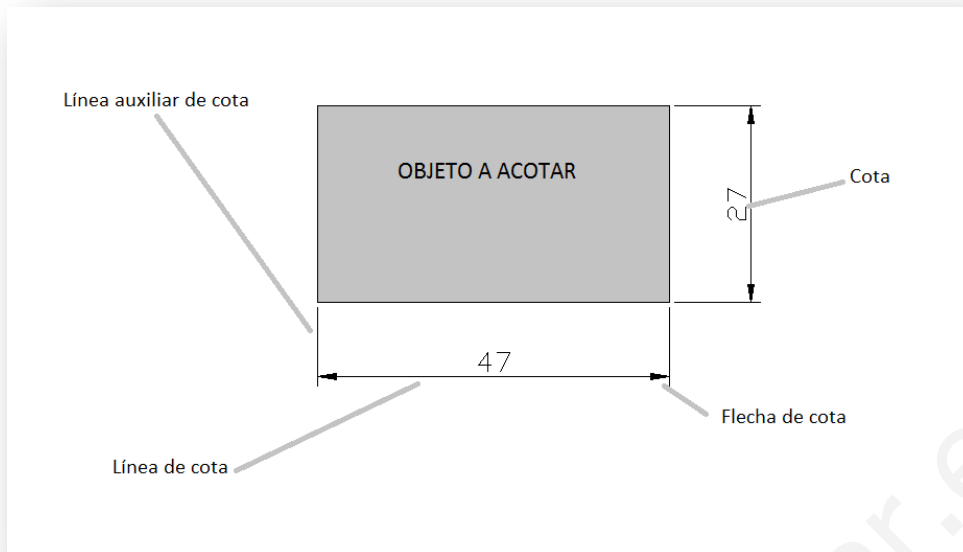 Línea auxiliar de cota
OBJETO A ACOTAR
Cota
27
47
Flecha de cota
Línea de cota